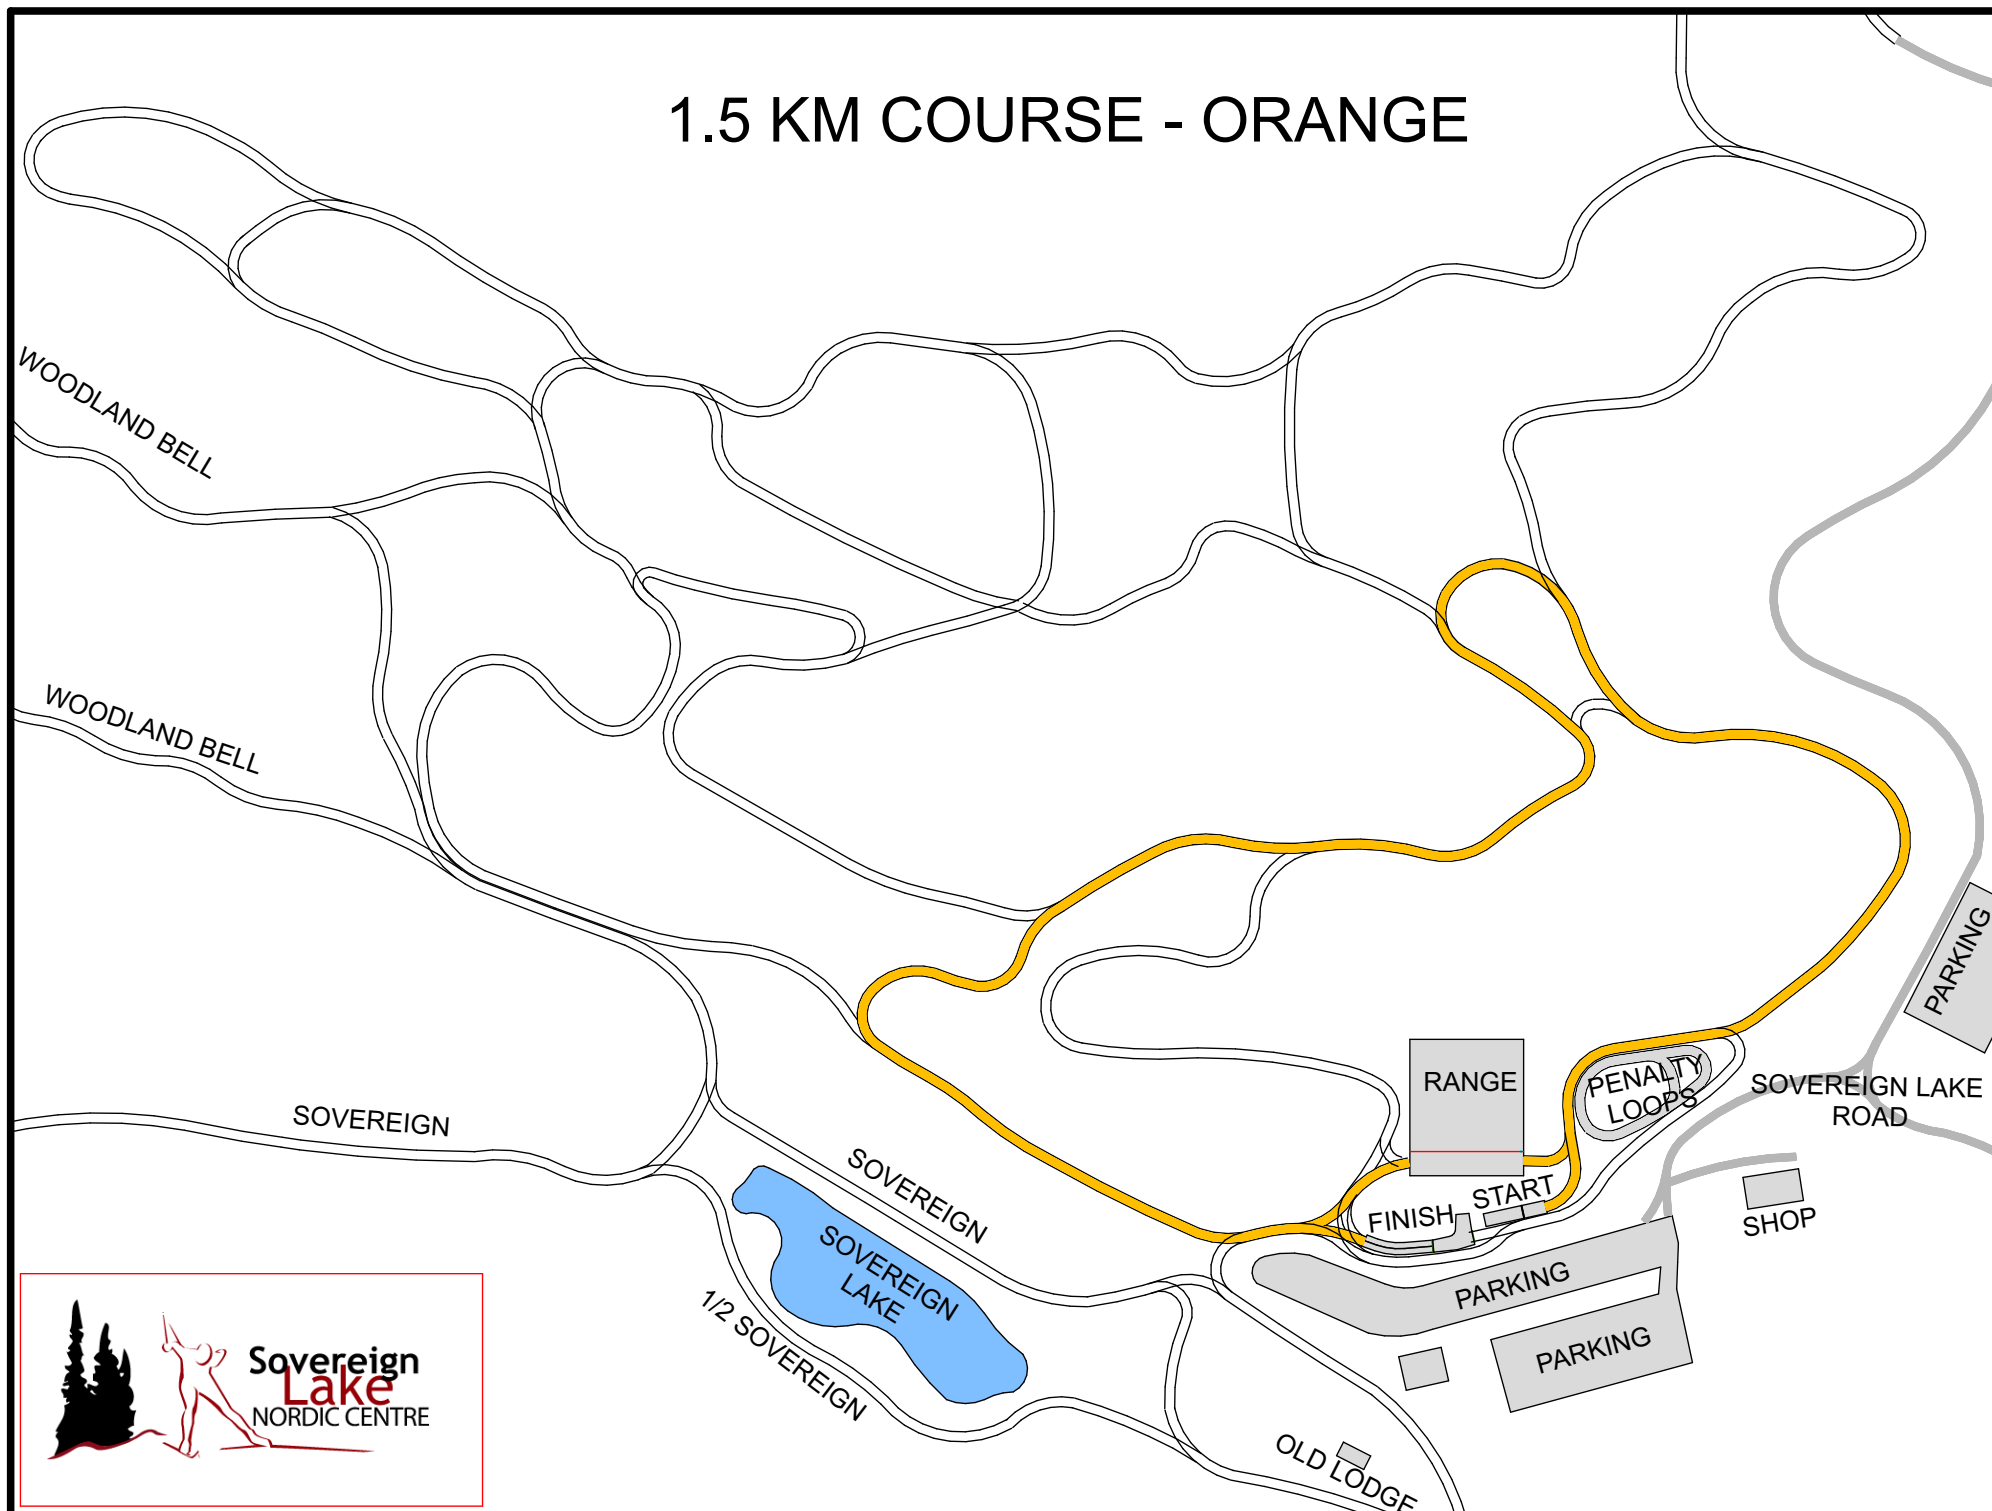 1.5 KM COURSE - ORANGE
WOODLAND BELL
WOODLAND BELL
PARKING
RANGE
PENALTY
LOOPS
SOVEREIGN LAKE
ROAD
SOVEREIGN
SOVEREIGN
START
FINISH
SHOP
SOVEREIGN
LAKE
1/2 SOVEREIGN
PARKING
PARKING
OLD LODGE
Sovereign
Lake
NORDIC CENTRE